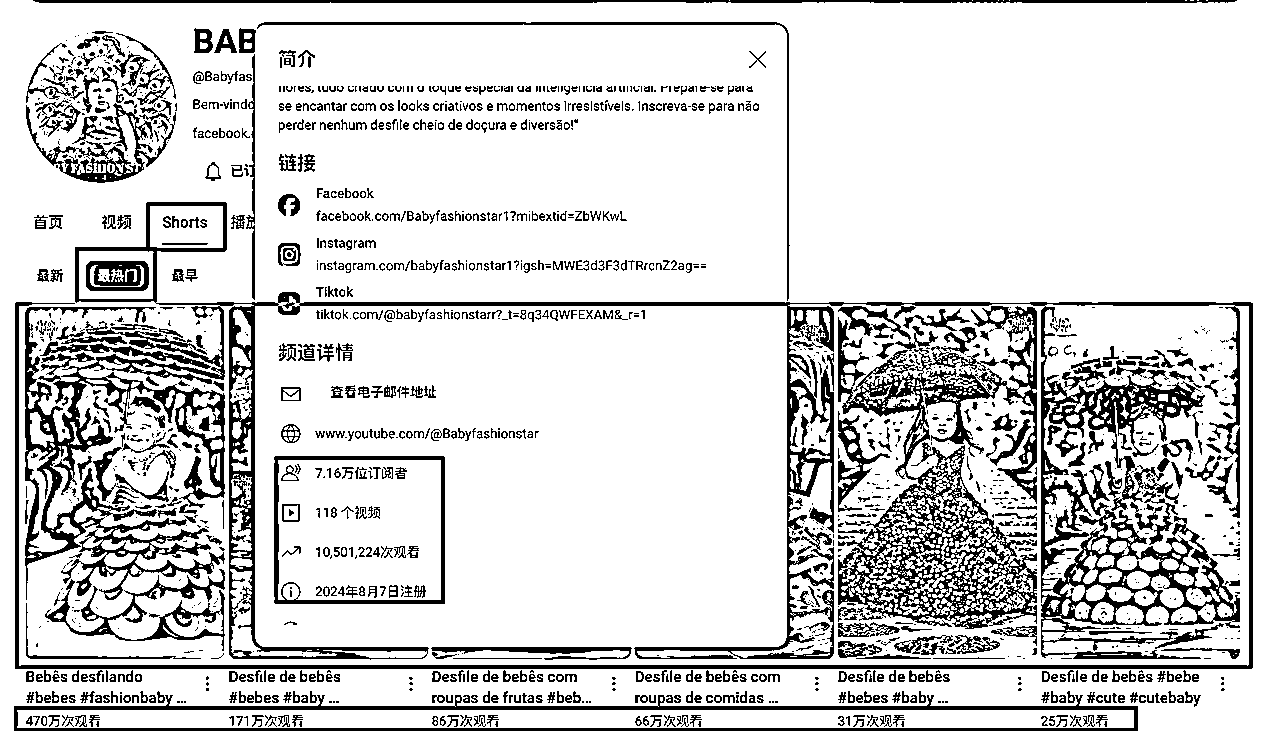 BAB
@Babyfas
Bem-vindo
facebook.c
已订
首页 视频 Shorts 播放
最新 最热门 最早
简介
flores, tudo criado com o toque especial da inteligência artificial. Prepare-se para
se encantar com os looks criativos e momentos irresistíveis. Inscreva-se para não
perder nenhum desfile cheio de doçura e diversão!"
链接
Facebook
facebook.com/Babyfashionstar1?mibextid=ZbWKwL
Instagram
instagram.com/babyfashionstar1?igsh=MWE3d3F3dTRrcnZ2ag==
Tiktok
tiktok.com/@babyfashionstarr?_t=8q34QWFEXAM&_r=1
频道详情
查看电子邮件地址
www.youtube.com/@Babyfashionstar
7.16万位订阅者
118 个视频
10,501,224次观看
2024年8月7日注册
Bebês desfilando
#bebes #fashionbaby ...
470万次观看
Desfile de bebês
#bebes #baby ...
171万次观看
Desfile de bebês com
roupas de frutas #beb...
86万次观看
Desfile de bebês com
roupas de comidas ...
66万次观看
Desfile de bebês
#bebes #baby ...
31万次观看
Desfile de bebês #bebe
#baby #cute #cutebaby
25万次观看